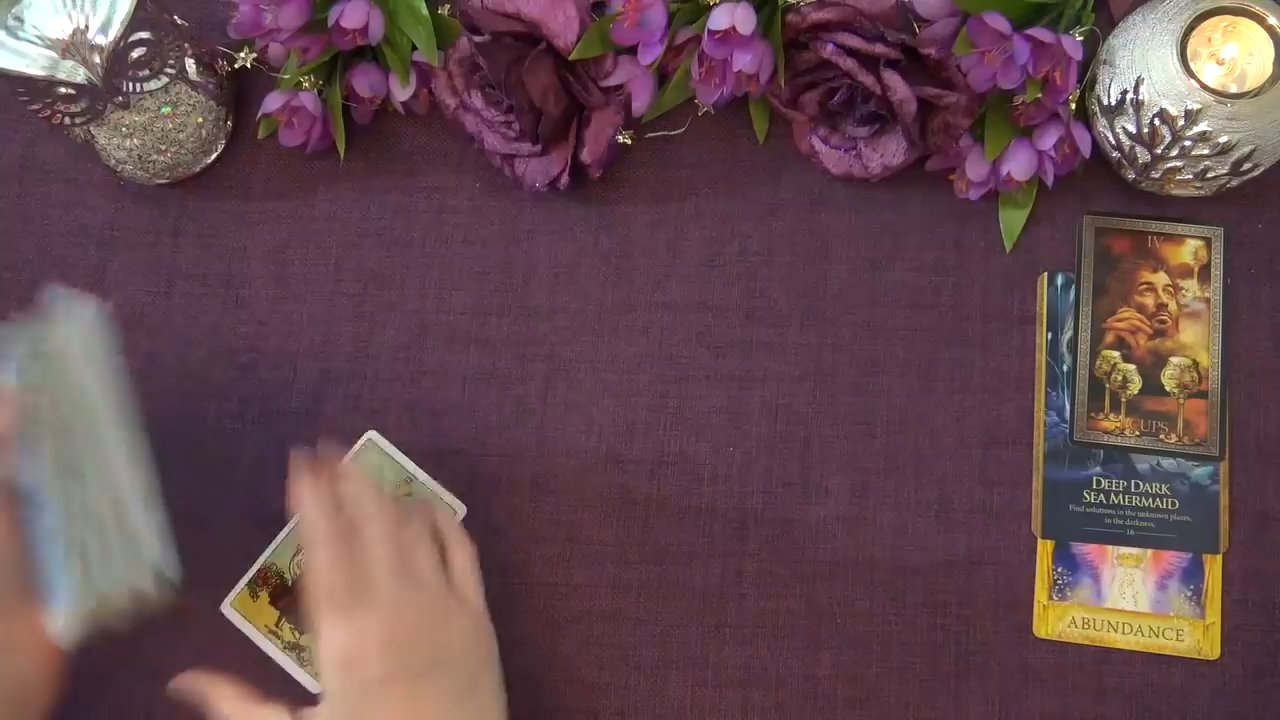 IV
CUPS
DEEP DARK
SEA MERMAID
Find solutions in the unknown places,
in the darkness.
16
ABUNDANCE